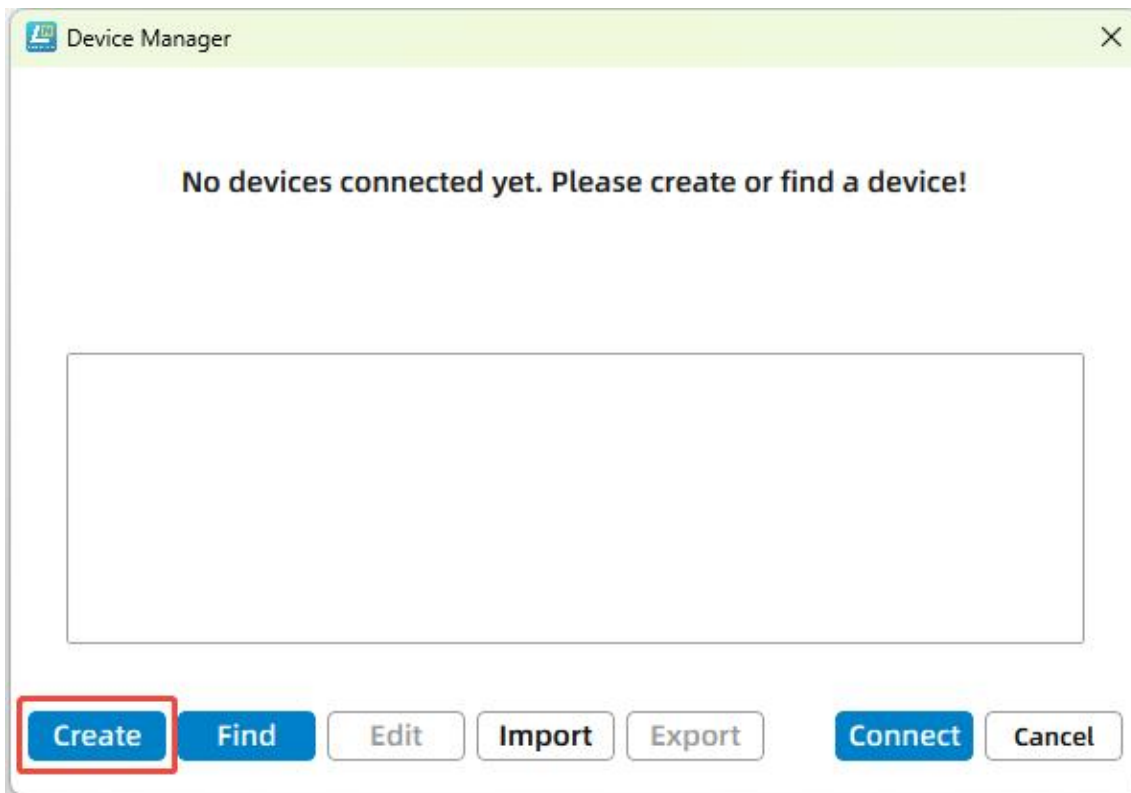 Device Manager
No devices connected yet. Please create or find a device!
Create Find Edit Import Export Connect Cancel